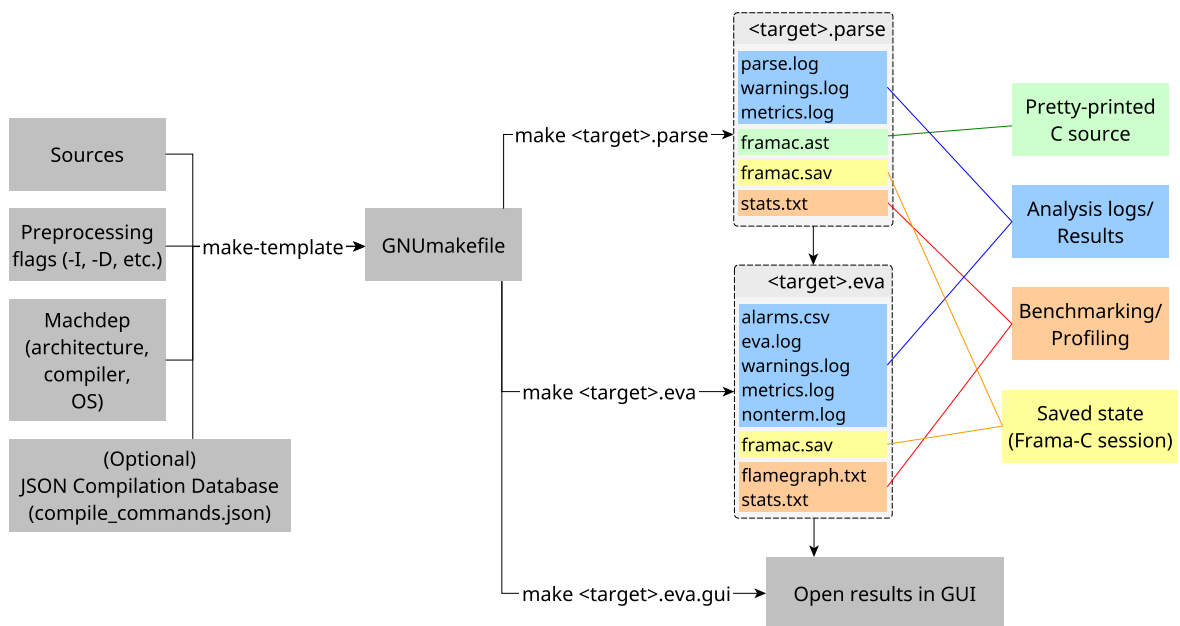 Sources
Preprocessing
flags (-I, -D, etc.)
Machdep
(architecture,
compiler,
OS)
(Optional)
JSON Compilation Database
(compile_commands.json)
make-template
GNUmakefile
make <target>.parse
make <target>.eva
make <target>.eva.gui
<target>.parse
parse.log
warnings.log
metrics.log
framac.ast
framac.sav
stats.txt
<target>.eva
alarms.csv
eva.log
warnings.log
metrics.log
nonterm.log
framac.sav
flamegraph.txt
stats.txt
Open results in GUI
Pretty-printed
C source
Analysis logs/
Results
Benchmarking/
Profiling
Saved state
(Frama-C session)